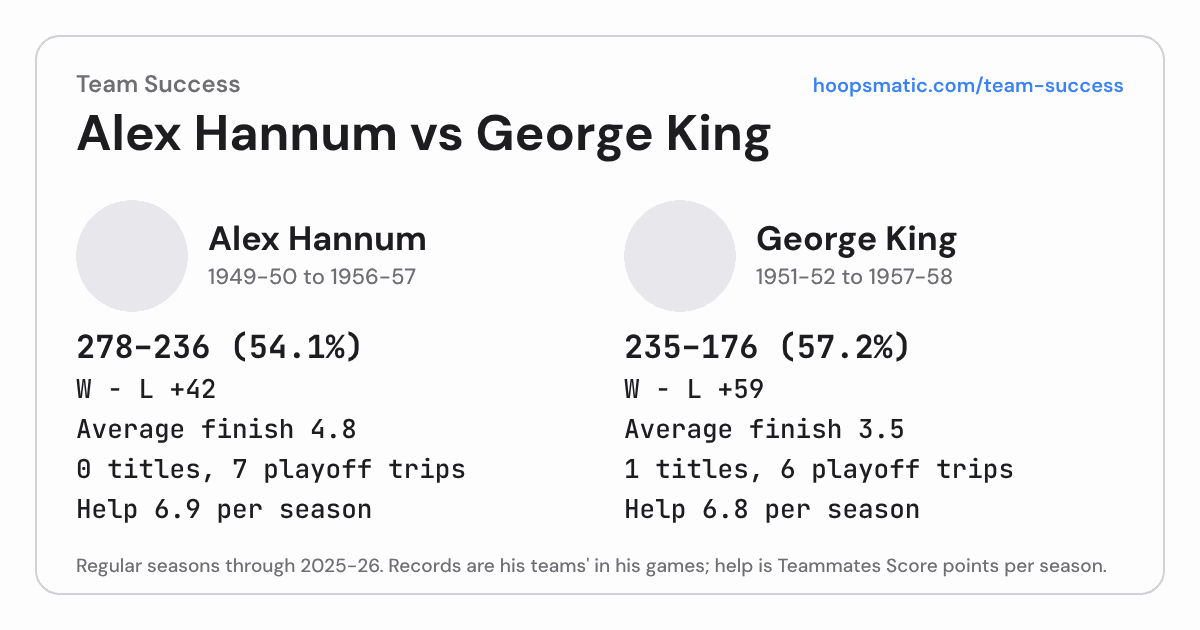 Team Success
hoopsmatic.com/team-success
Alex Hannum vs George King
Alex Hannum
1949-50 to 1956-57
278-236 (54.1%)
W - L +42
Average finish 4.8
0 titles, 7 playoff trips
Help 6.9 per season
George King
1951-52 to 1957-58
235-176 (57.2%)
W - L +59
Average finish 3.5
1 titles, 6 playoff trips
Help 6.8 per season
Regular seasons through 2025-26. Records are his teams' in his games; help is Teammates Score points per season.